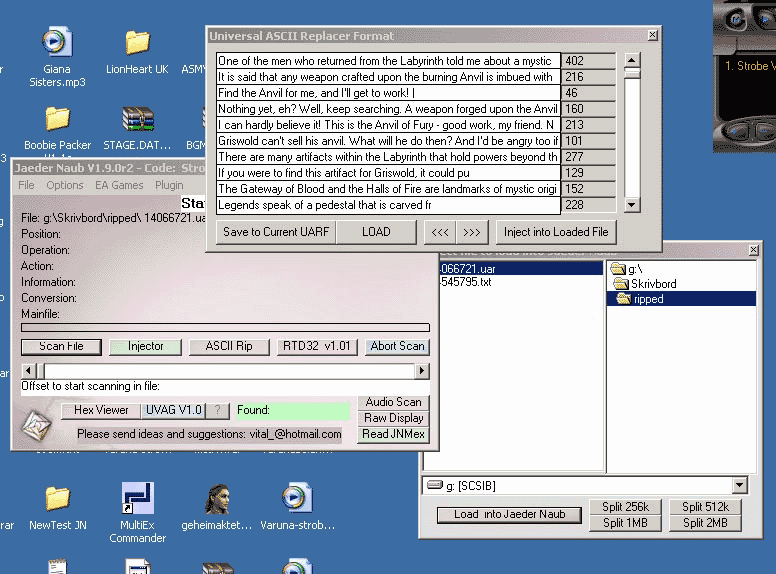 Giana
Sisters.mp3
LionHeart UK
Boobie Packer
STAGE.DAT...
Universal ASCII Replacer Format
One of the men who returned from the Labyrinth told me about a mystic 402
It is said that any weapon crafted upon the burning Anvil is imbued with 216
Find the Anvil for me, and I'll get to work! | 46
Nothing yet, eh? Well, keep searching. A weapon forged upon the Anvil 160
I can hardly believe it! This is the Anvil of Fury - good work, my friend. N 213
Griswold can't sell his anvil. What will he do then? And I'd be angry too if 101
There are many artifacts within the Labyrinth that hold powers beyond th 277
If you were to find this artifact for Griswold, it could pu 129
The Gateway of Blood and the Halls of Fire are landmarks of mystic origi 152
Legends speak of a pedestal that is carved fr 228
Save to Current UARF LOAD <<< >>> Inject into Loaded File
1. Strobe V
Jaeder Naub V1.9.0r2 - Code: Stro
File Options EA Games Plugin
File: g:\Skrivbord\ripped\ 14066721.ua
Position:
Operation:
Action:
Information:
Conversion:
Mainfile:
Scan File Injector ASCII Rip RTD32 v1.01 Abort Scan
Offset to start scanning in file:
Hex Viewer UVAG V1.0 ? Found:
Audio Scan
Raw Display
Read JNMex
Please send ideas and suggestions: vital_@hotmail.com
066721.uar
545795.txt
g:\
Skrivbord
ripped
g: [SCSIB]
Load into Jaeder Naub
Split 256k Split 512k
Split 1MB Split 2MB
rar
NewTest JN
MultiEx
Commander
geheimaktet...
Varuna-strob...